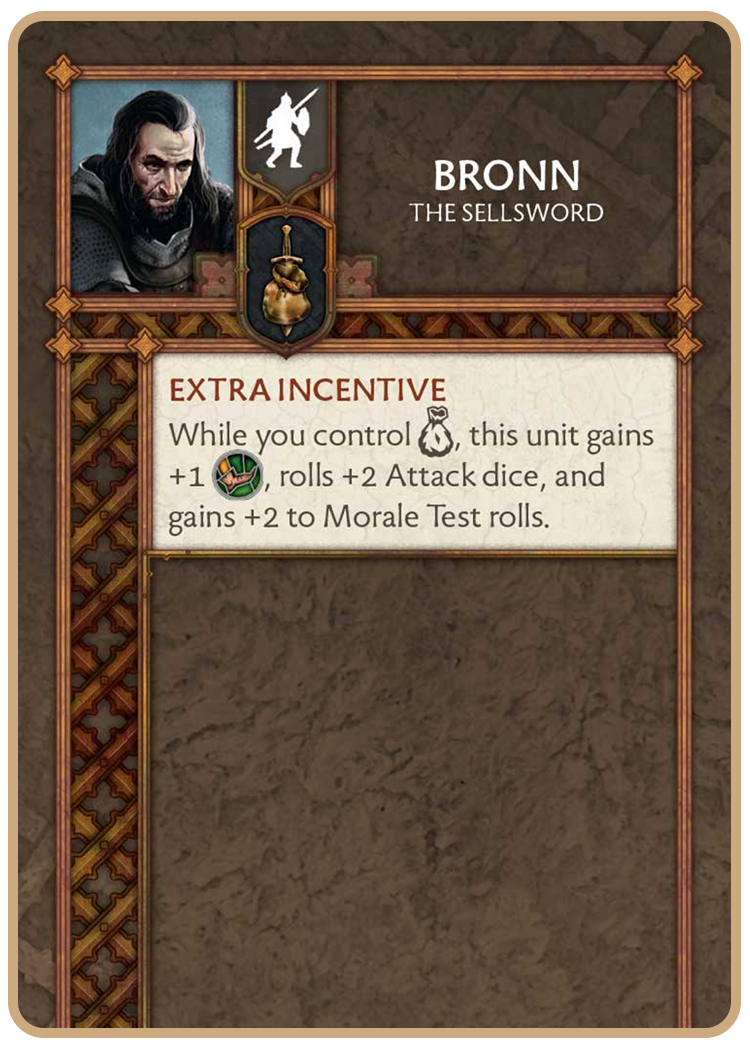 BRONN
THE SELLSWORD
EXTRA INCENTIVE
While you control , this unit gains
+1 , rolls +2 Attack dice, and
gains +2 to Morale Test rolls.